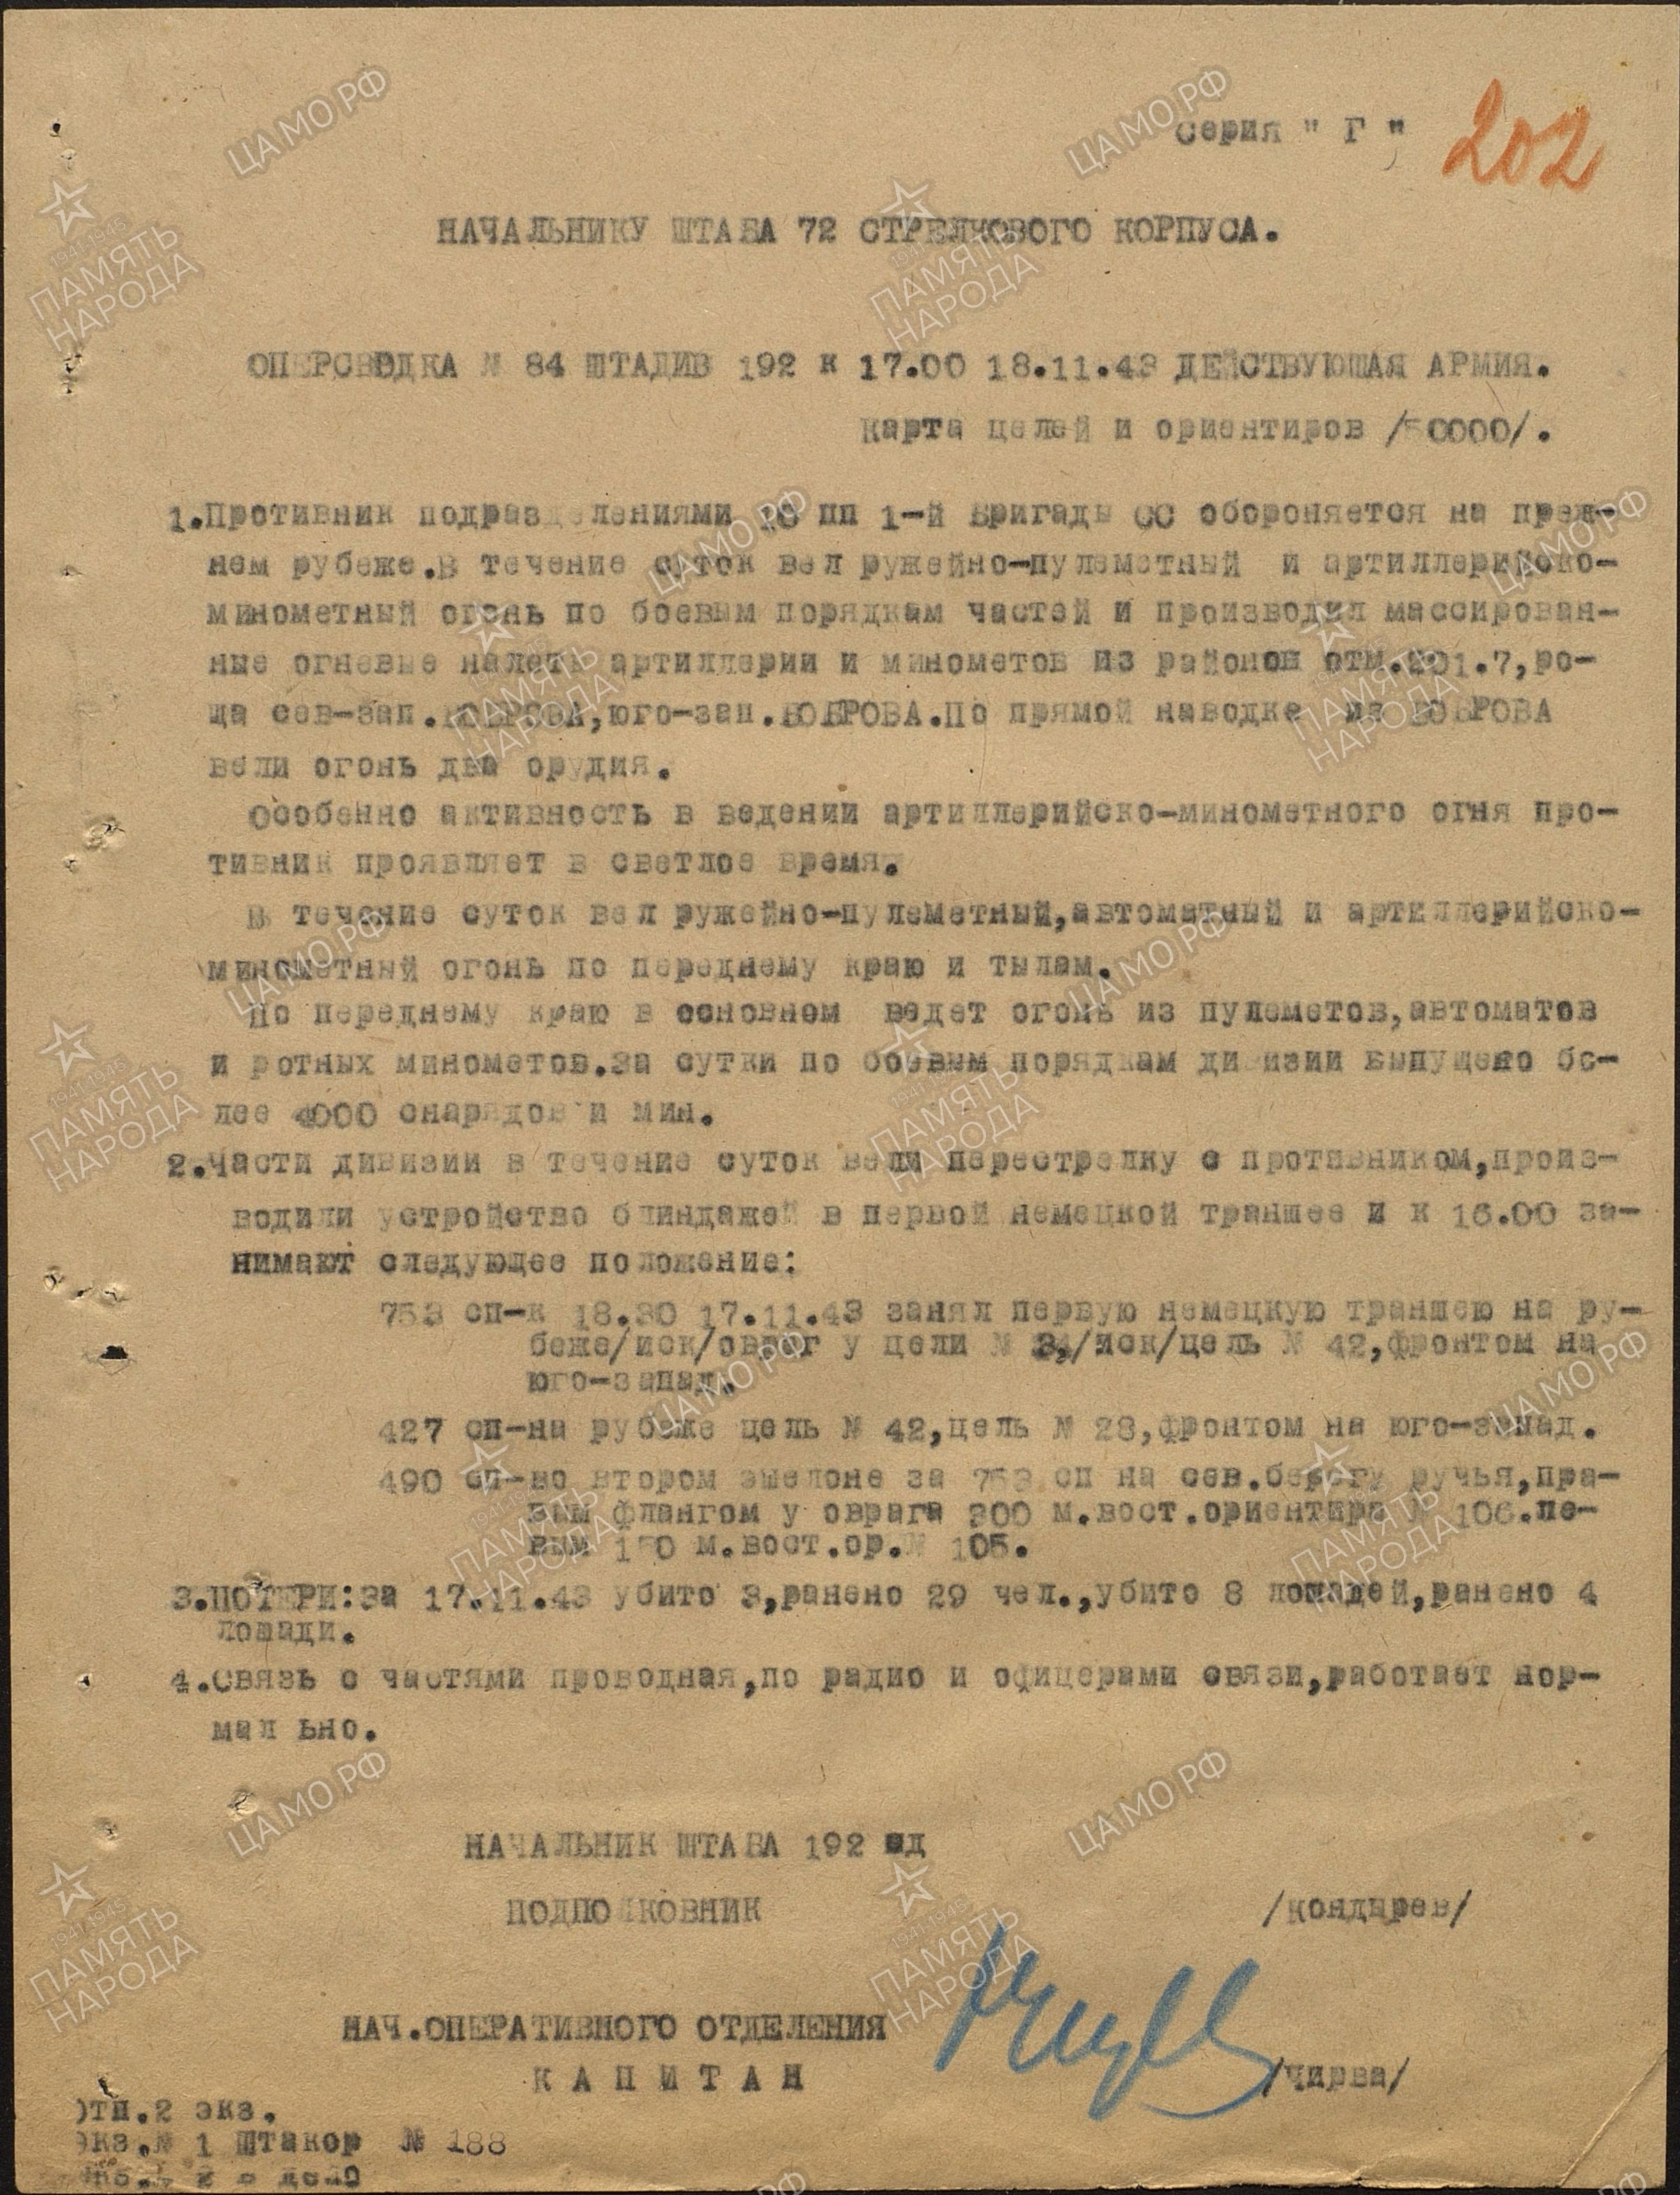 Серия " Г "
202
НАЧАЛЬНИКУ ШТАБА 72 СТРЕЛКОВОГО КОРПУСА.
ОПЕРСВОДКА № 84 ШТАДИВ 192 к 17.00 18.11.43 ДЕЙСТВУЮЩАЯ АРМИЯ.
Карта целей и ориентиров /50000/.
1.Противник подразделениями пп 1-й Бригады СС обороняется на преж-
нем рубеже.В течение суток вел ружейно-пулеметный и артиллерийско-
минометный огонь по боевым порядкам частей и производил массирован-
ные огневые налеты артиллерии и минометов из районов отм.201.7,ро-
ща сев-зап.БОБРОВА,юго-зап.БОБРОВА.По прямой наводке из БОБРОВА
вели огонь два орудия.
Особенно активность в ведении артиллерийско-минометного огня про-
тивник проявляет в светлое время.
В течение суток вел ружейно-пулеметный,автоматный и артиллерийско-
минометный огонь по переднему краю и тылам.
По переднему краю в основном ведет огонь из пулеметов,автоматов
и ротных минометов.За сутки по боевым порядкам дивизии выпущено бо-
лее 4000 снарядов и мин.
2.Части дивизии в течение суток вели перестрелку с противником,произ-
водили устройство блиндажей в первой немецкой траншее и к 16.00 за-
нимают следующее положение:
753 сп-к 18.30 17.11.43 занял первую немецкую траншею на ру-
беже/иск/овраг у цели № /иск/цель № 42,фронтом на
юго-запад.
427 сп-на рубеже цель № 42,цель № 28,фронтом на юго-запад.
490 сп-во втором эшелоне за 753 сп на сев.берегу ручья,пра-
вым флангом у оврага 300 м.вост.ориентира № 106.ле-
вым м.вост.ор.№ 105.
3.ПОТЕРИ:За 17.11.43 убито 3,ранено 29 чел.,убито 8 лошадей,ранено 4
лошади.
4.Связь с частями проводная,по радио и офицерами связи,работает нор-
мально.
НАЧАЛЬНИК ШТАБА 192 сд
ПОДПОЛКОВНИК /Кондырев/
НАЧ.ОПЕРАТИВНОГО ОТДЕЛЕНИЯ
КАПИТАН /Чирва/
Отп.2 экз.
Экз.№ 1 Штакор № 188
Экз.№ 2 в дело